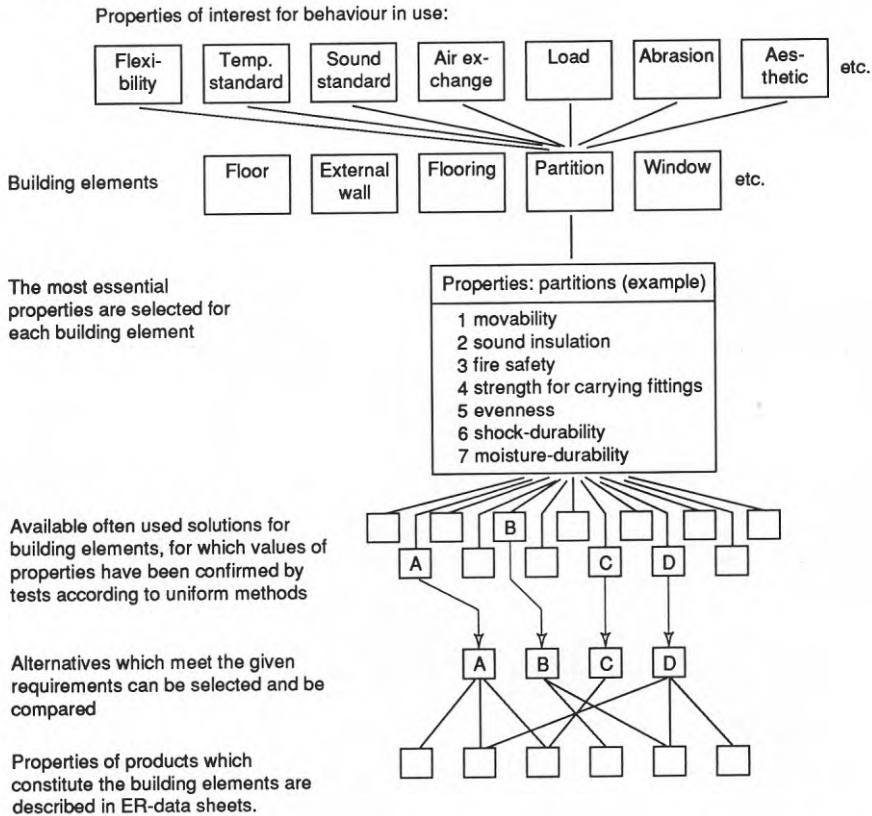 Properties of interest for behaviour in use:
Flexi-
bility
Temp.
standard
Sound
standard
Air ex-
change
Load
Abrasion
Aes-
thetic
etc.
Building elements
Floor
External
wall
Flooring
Partition
Window
etc.
The most essential
properties are selected for
each building element
Properties: partitions (example)
1 movability
2 sound insulation
3 fire safety
4 strength for carrying fittings
5 evenness
6 shock-durability
7 moisture-durability
Available often used solutions for
building elements, for which values of
properties have been confirmed by
tests according to uniform methods
B
A
C
D
Alternatives which meet the given
requirements can be selected and be
compared
A
B
C
D
Properties of products which
constitute the building elements are
described in ER-data sheets.